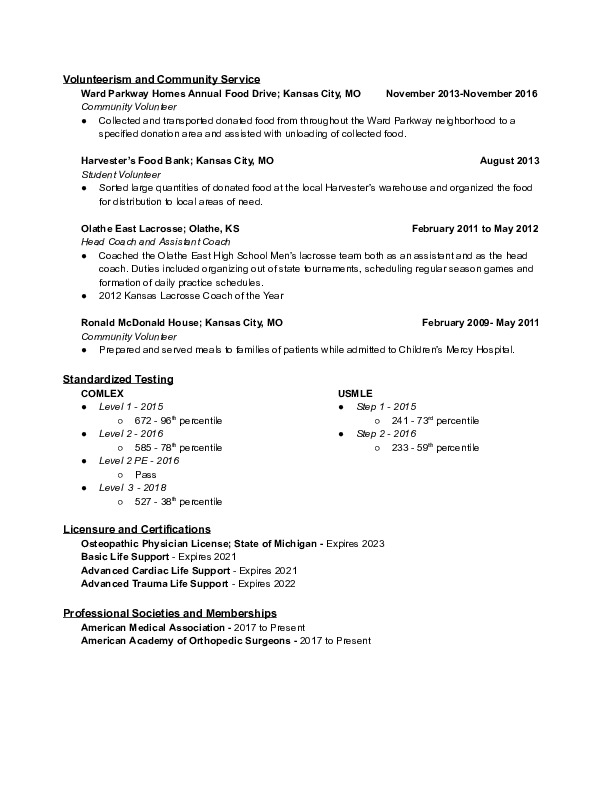 Volunteerism and Community Service
Ward Parkway Homes Annual Food Drive; Kansas City, MO November 2013-November 2016
Community Volunteer
● Collected and transported donated food from throughout the Ward Parkway neighborhood to a
specified donation area and assisted with unloading of collected food.
Harvester's Food Bank; Kansas City, MO August 2013
Student Volunteer
● Sorted large quantities of donated food at the local Harvester's warehouse and organized the food
for distribution to local areas of need.
Olathe East Lacrosse; Olathe, KS February 2011 to May 2012
Head Coach and Assistant Coach
● Coached the Olathe East High School Men's lacrosse team both as an assistant and as the head
coach. Duties included organizing out of state tournaments, scheduling regular season games and
formation of daily practice schedules.
● 2012 Kansas Lacrosse Coach of the Year
Ronald McDonald House; Kansas City, MO February 2009- May 2011
Community Volunteer
● Prepared and served meals to families of patients while admitted to Children's Mercy Hospital.
Standardized Testing
COMLEX
● Level 1 - 2015
○ 672 - 96th percentile
● Level 2 - 2016
○ 585 - 78th percentile
● Level 2 PE - 2016
○ Pass
● Level 3 - 2018
○ 527 - 38th percentile
USMLE
● Step 1 - 2015
○ 241 - 73rd percentile
● Step 2 - 2016
○ 233 - 59th percentile
Licensure and Certifications
Osteopathic Physician License; State of Michigan - Expires 2023
Basic Life Support - Expires 2021
Advanced Cardiac Life Support - Expires 2021
Advanced Trauma Life Support - Expires 2022
Professional Societies and Memberships
American Medical Association - 2017 to Present
American Academy of Orthopedic Surgeons - 2017 to Present